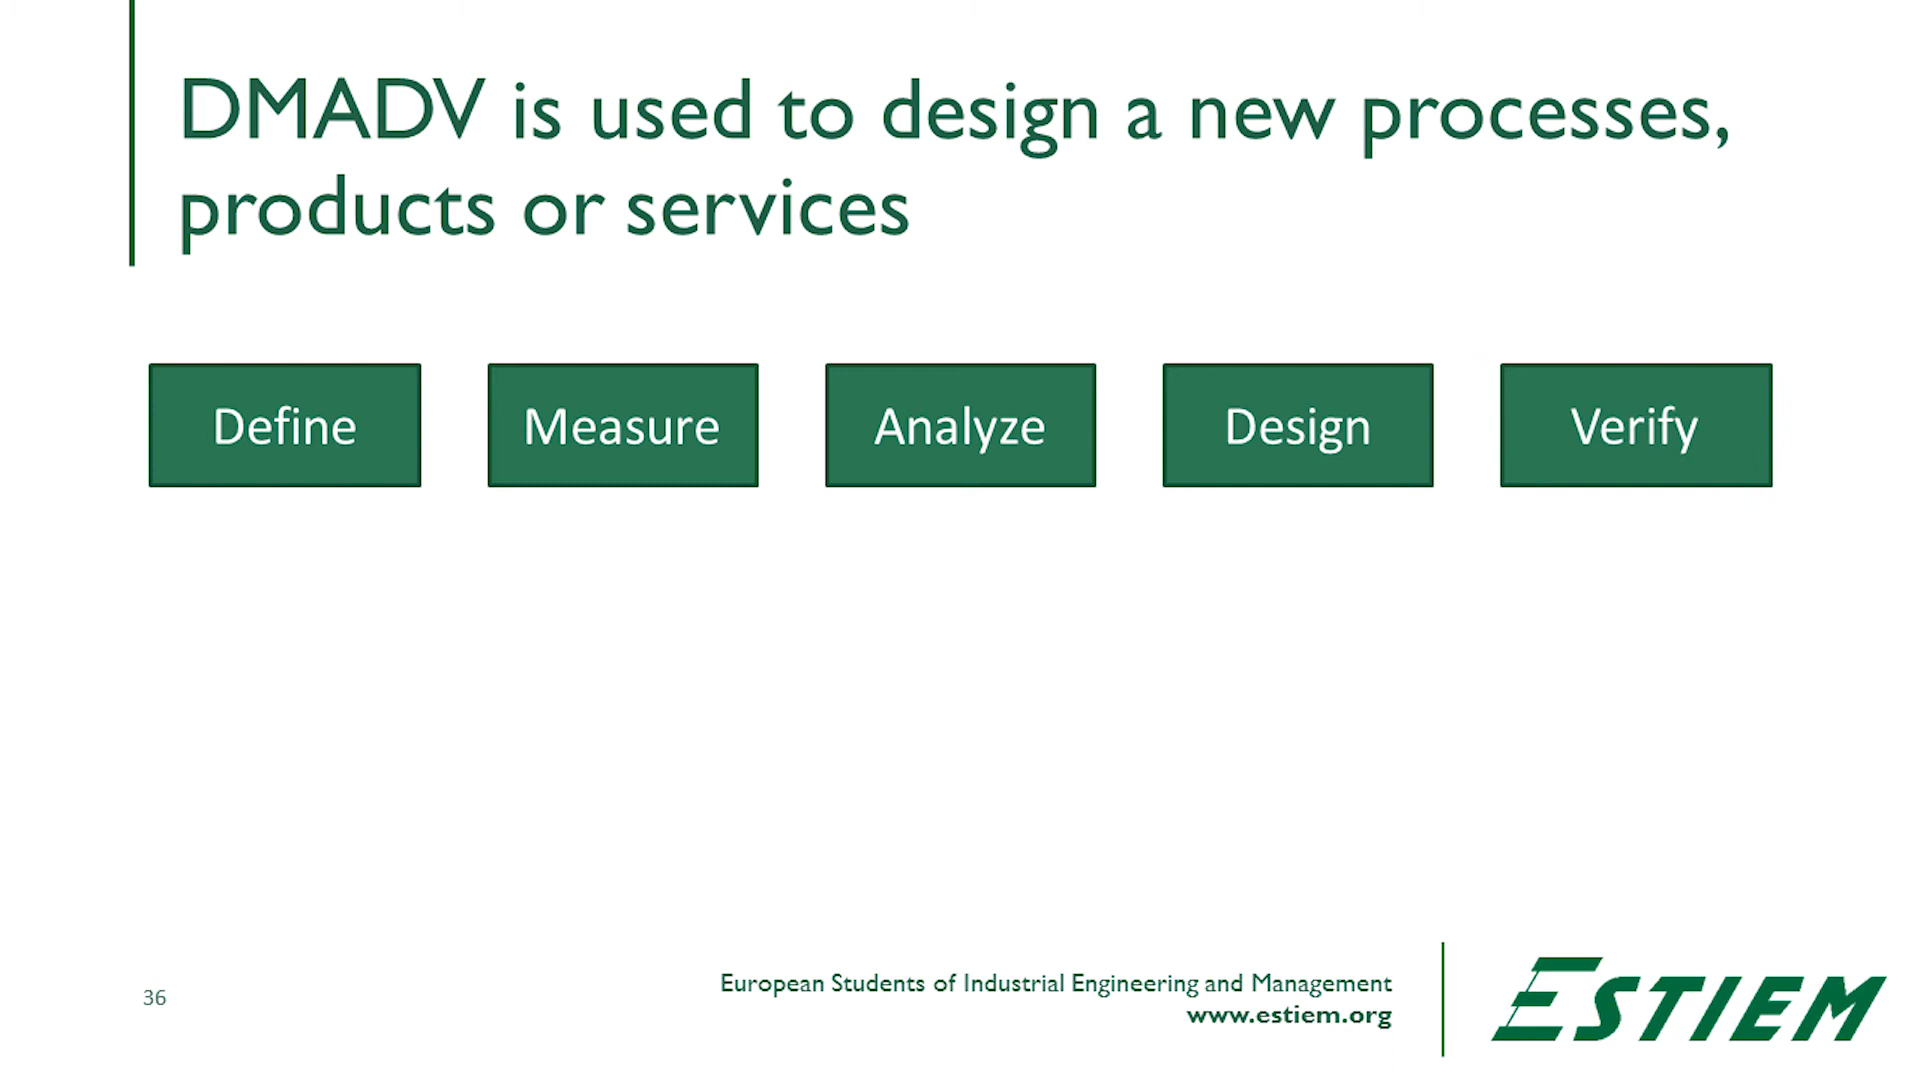 DMADV is used to design a new processes,
products or services
Define
Measure
Analyze
Design
Verify
36
European Students of Industrial Engineering and Management
www.estiem.org
ESTIEM